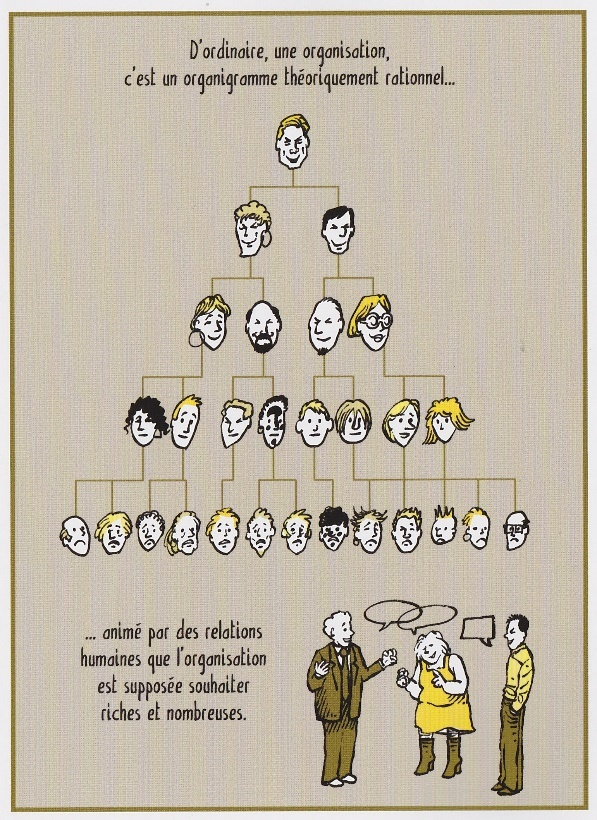 D'ordinaire, une organisation,
c'est un organigramme théoriquement rationnel...
... animé par des relations
humaines que l'organisation
est supposée souhaiter
riches et nombreuses.